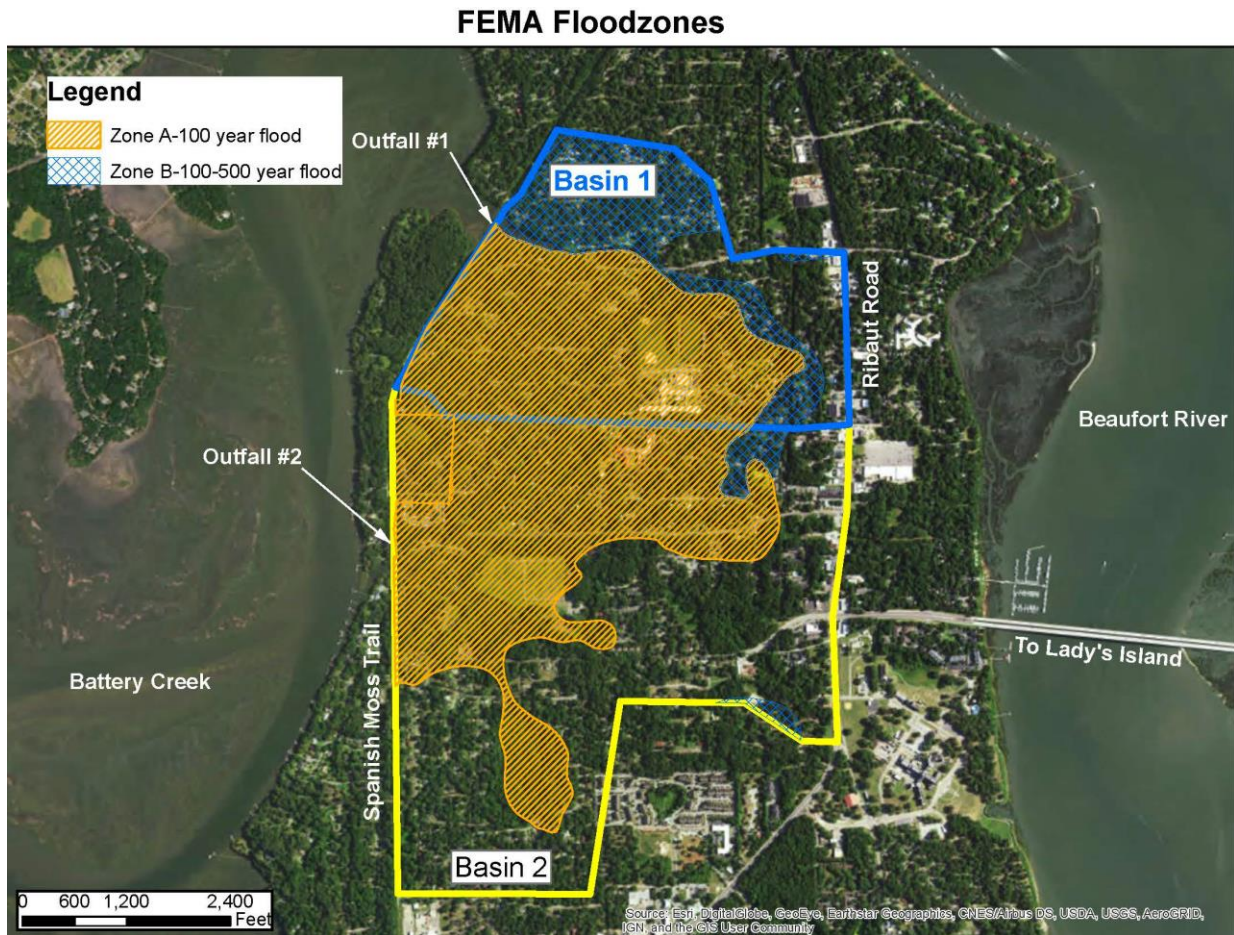 FEMA Floodzones
Legend
Zone A-100 year flood
Zone B-100-500 year flood
Outfall #1
Basin 1
Ribaut Road
Beaufort River
Outfall #2
To Lady's Island
Battery Creek
Spanish Moss Trail
Basin 2
0 600 1,200 2,400
Feet
Source: Esri, DigitalGlobe, GeoEye, Earthstar Geographics, CNES/Airbus DS, USDA, USGS, AeroGRID,
IGN, and the GIS User Community